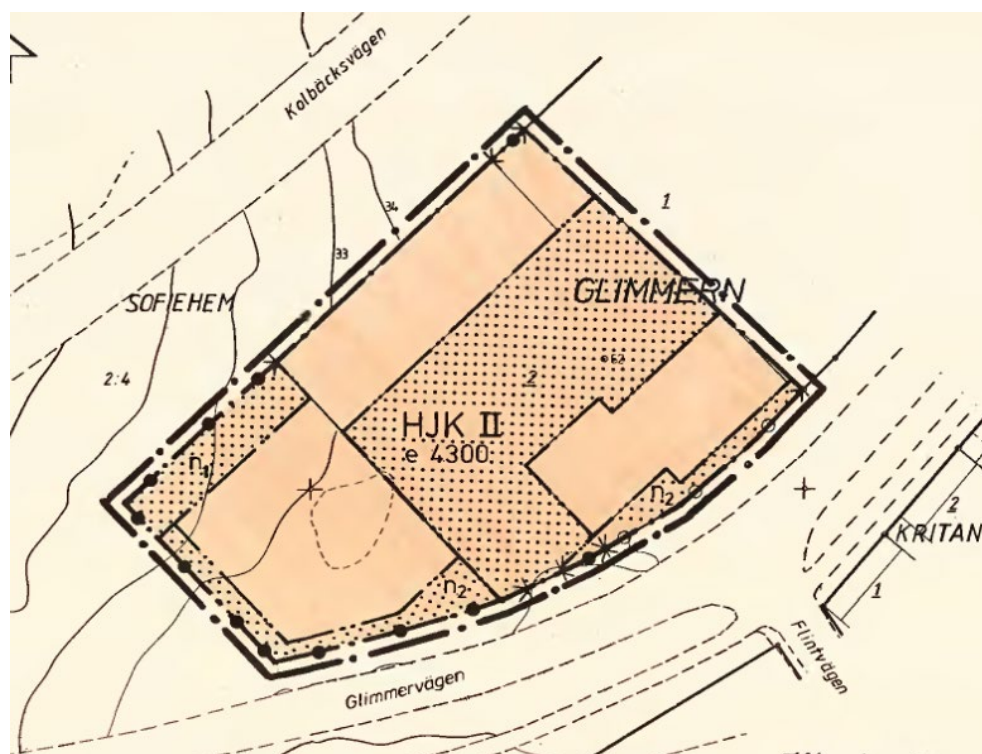 Kolbäcksvägen
34
33
1
SOFIEHEM
GLIMMERN
2:4
62
2
HJK II
e 4300
n1
n2
2
KRITAN
n2
1
Flintvägen
Glimmervägen